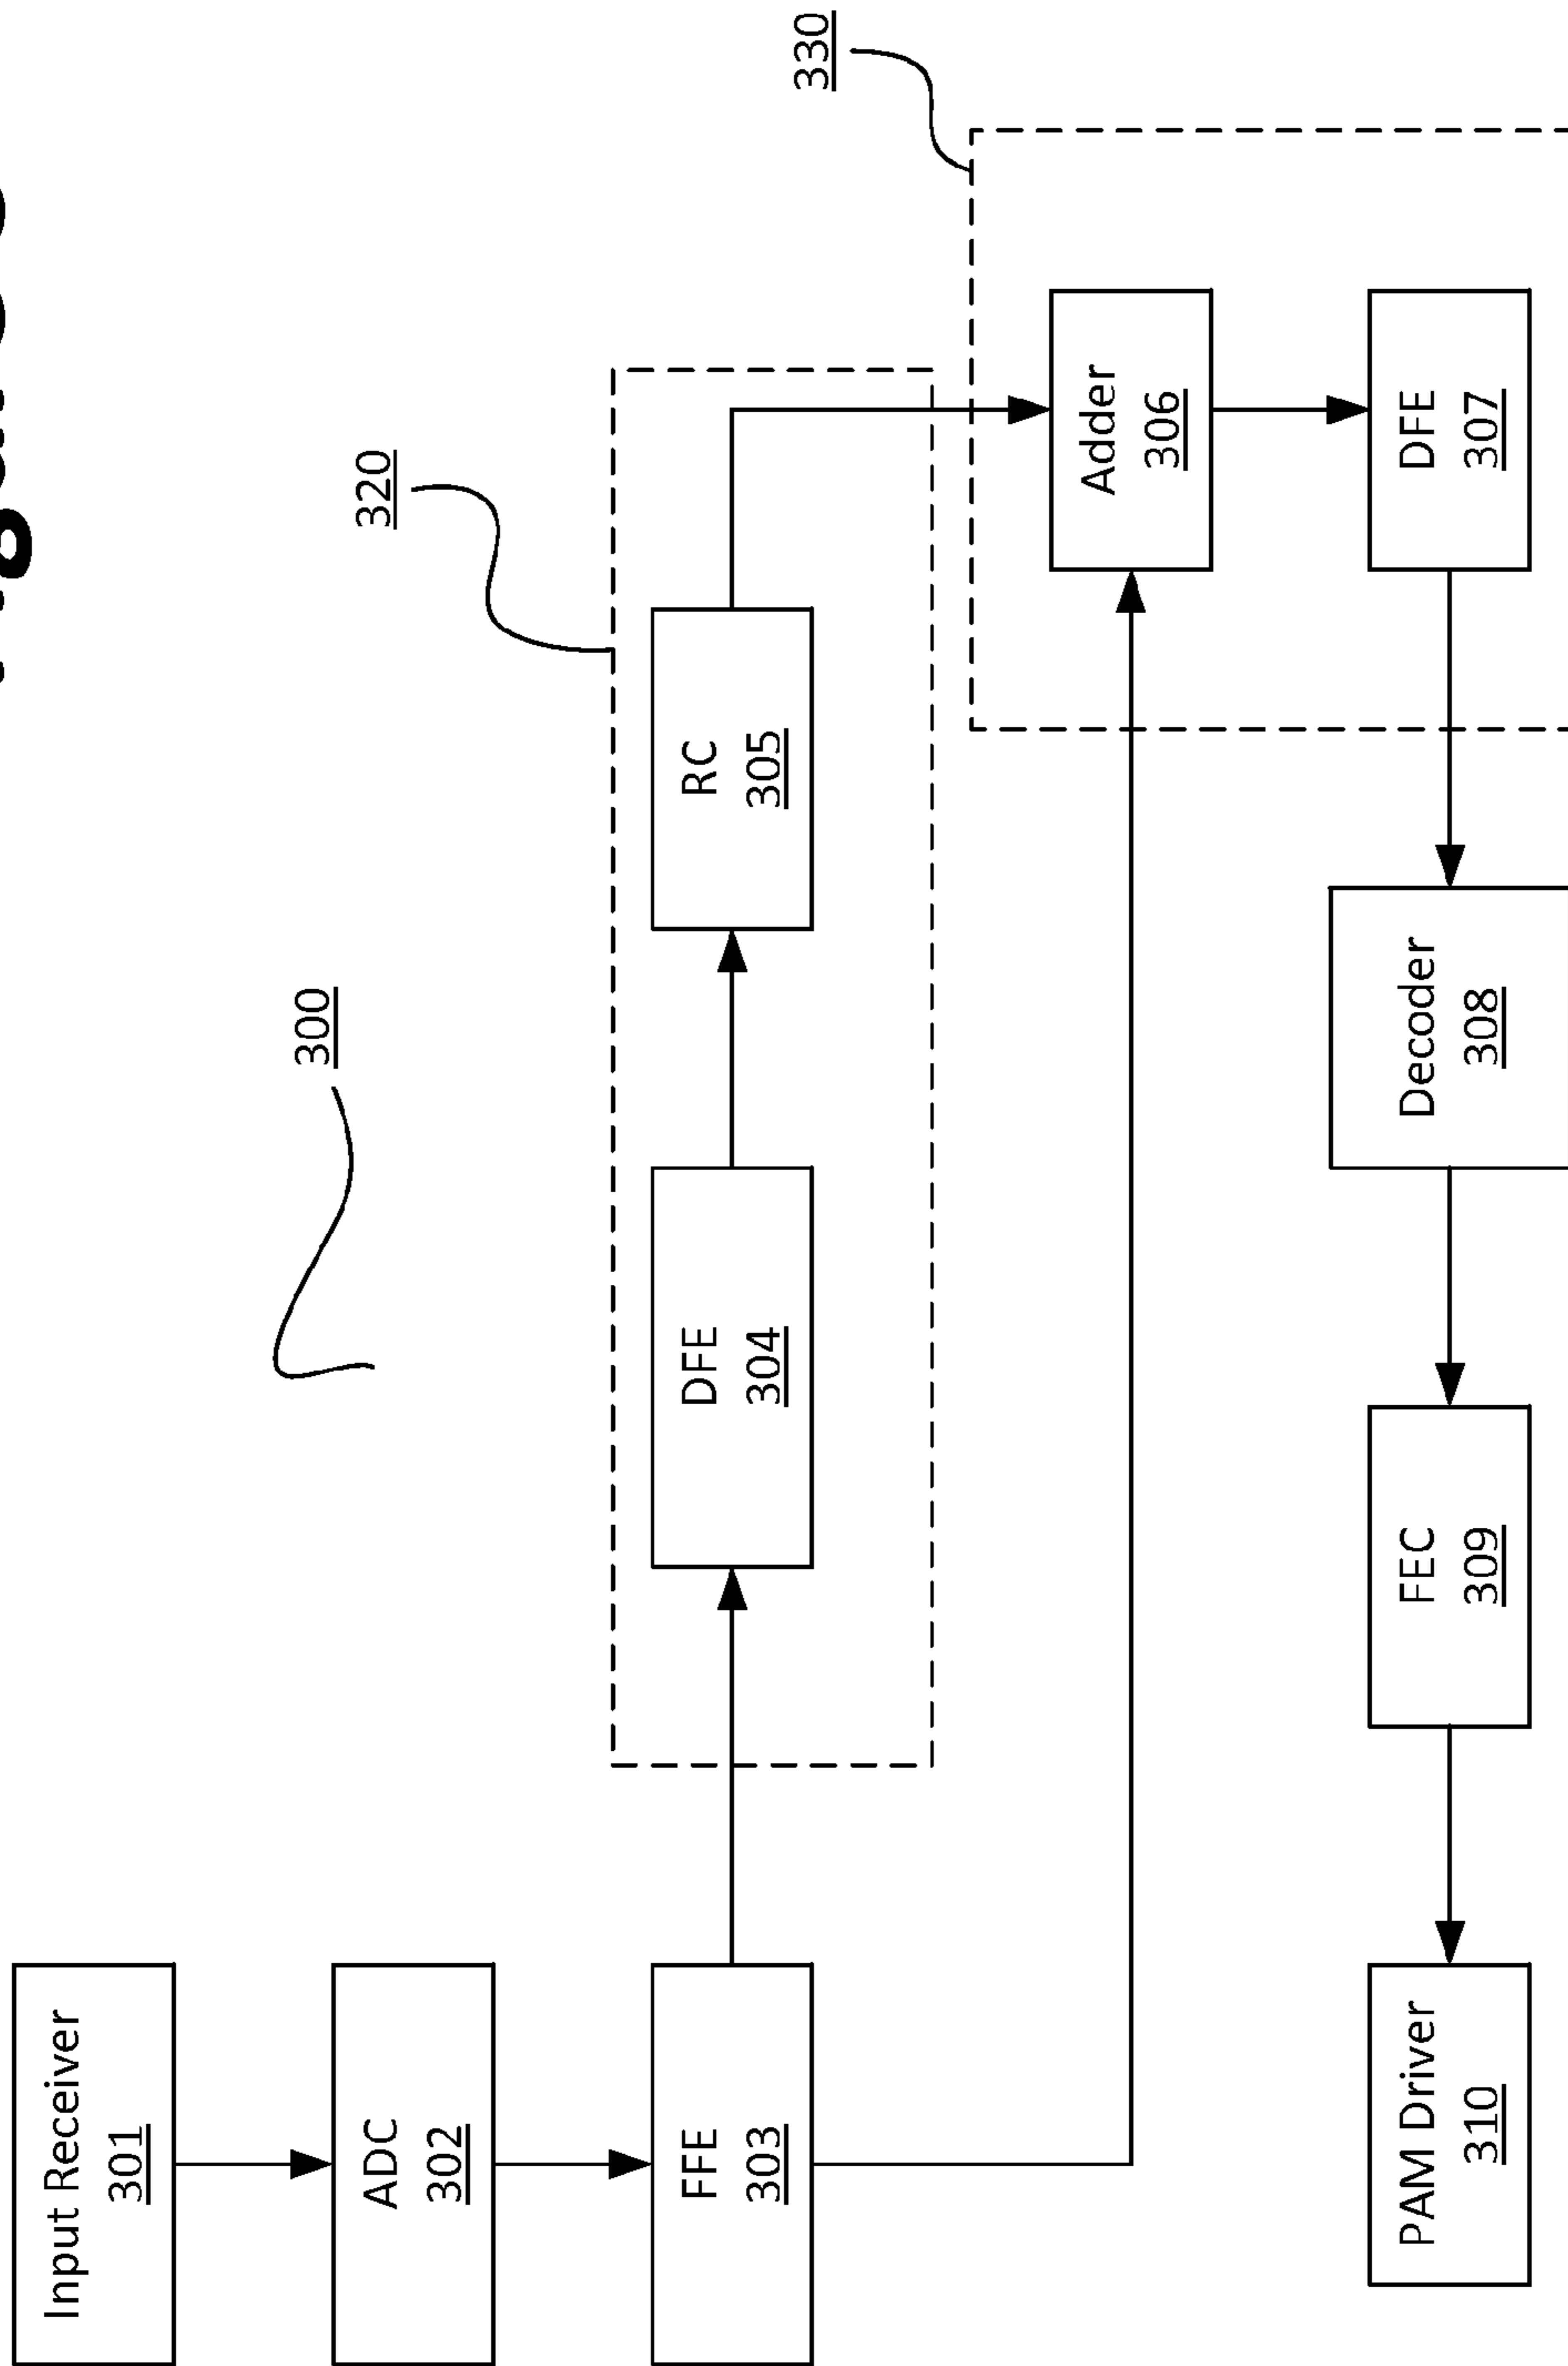 300
320
330
Input Receiver
301
ADC
302
FFE
303
DFE
304
RC
305
Adder
306
DFE
307
Decoder
308
FEC
309
PAM Driver
310